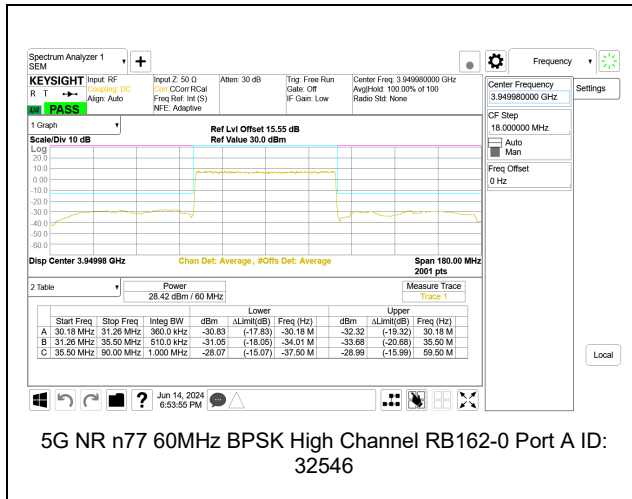 Spectrum Analyzer 1
SEM
Frequency
KEYSIGHT
R T
LM PASS
Input: RF
Coupling: DC
Align: Auto
Input Z: 50 Ω
Corr CCorr RCal
Freq Ref: Int (S)
NFE: Adaptive
Atten: 30 dB
Trig: Free Run
Gate: Off
IF Gain: Low
Center Freq: 3.949980000 GHz
Avg|Hold: 100.00% of 100
Radio Std: None
Center Frequency
3.949980000 GHz
Settings
CF Step
18.000000 MHz
Auto
Man
Freq Offset
0 Hz
Local
1 Graph
Scale/Div 10 dB
Ref Lvl Offset 15.55 dB
Ref Value 30.0 dBm
Log
20.0
10.0
0.00
-10.0
-20.0
-30.0
-40.0
-50.0
-60.0
Disp Center 3.94998 GHz
Chan Det: Average, #Offs Det: Average
Span 180.00 MHz
2001 pts
2 Table
Power
28.42 dBm / 60 MHz
Measure Trace
Trace 1
Lower Upper
Start Freq Stop Freq Integ BW dBm ΔLimit(dB) Freq (Hz) dBm ΔLimit(dB) Freq (Hz)
A 30.18 MHz 31.26 MHz 360.0 kHz -30.83 (-17.83) -30.18 M -32.32 (-19.32) 30.18 M
B 31.26 MHz 35.50 MHz 510.0 kHz -31.05 (-18.05) -34.01 M -33.68 (-20.68) 35.50 M
C 35.50 MHz 90.00 MHz 1.000 MHz -28.07 (-15.07) -37.50 M -28.99 (-15.99) 59.50 M
Jun 14, 2024
6:53:55 PM
5G NR n77 60MHz BPSK High Channel RB162-0 Port A ID:
32546